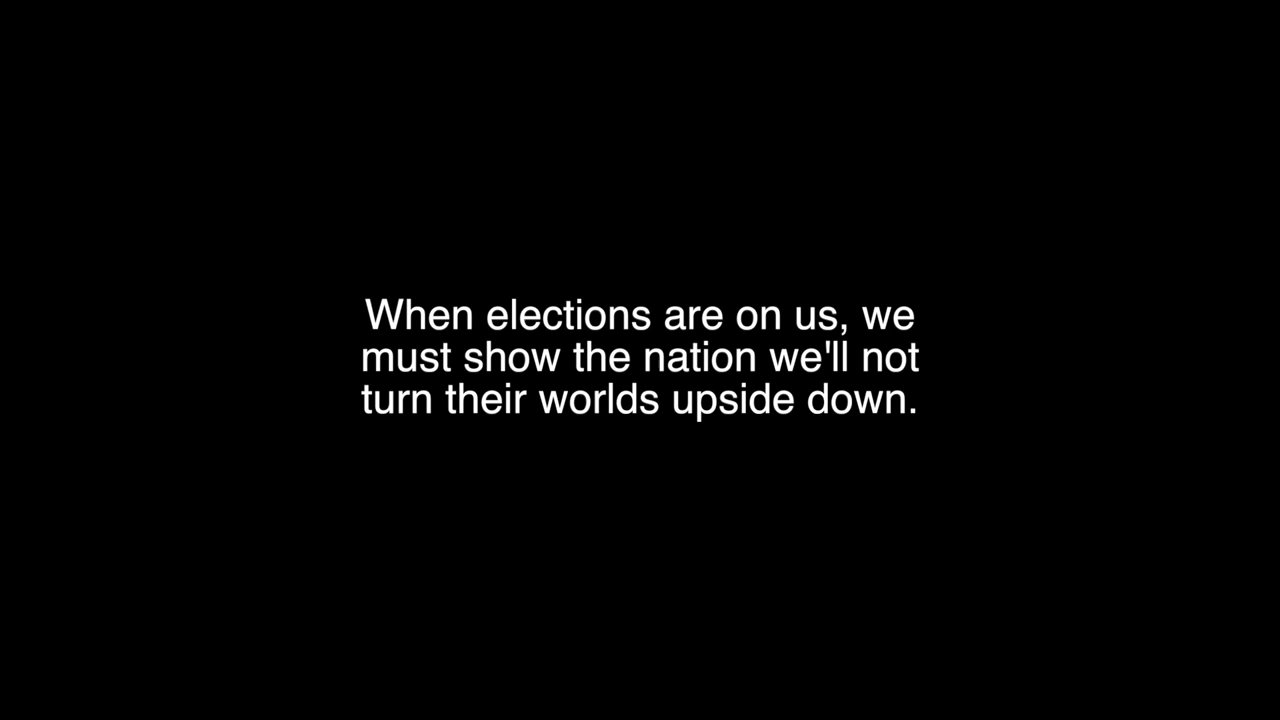 When elections are on us, we
must show the nation we'll not
turn their worlds upside down.